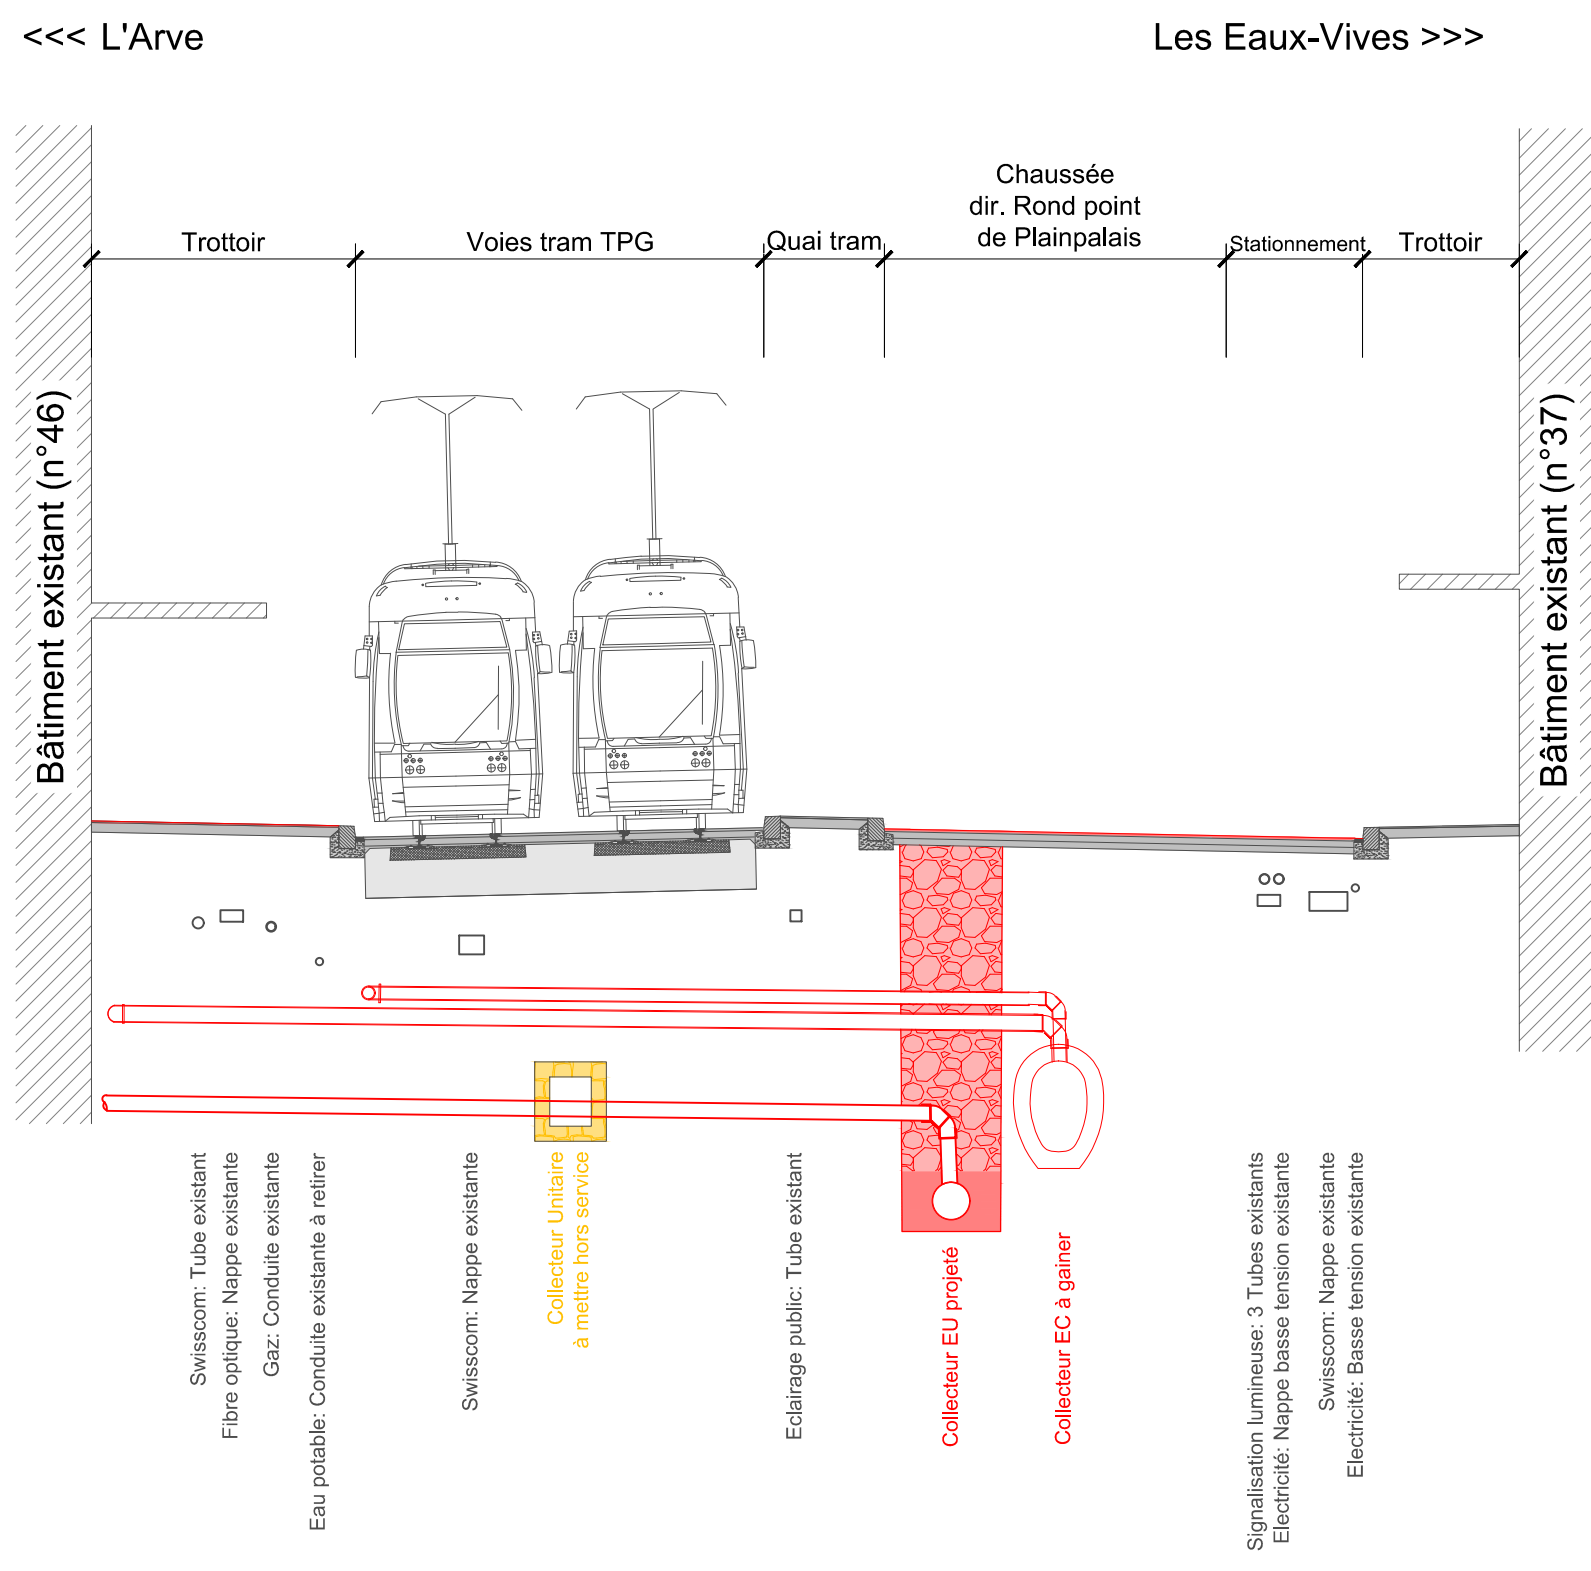 <<< L'Arve
Les Eaux-Vives >>>
Chaussée
dir. Rond point
de Plainpalais
Trottoir
Voies tram TPG
Quai tram
Stationnement
Trottoir
Bâtiment existant (n°46)
Bâtiment existant (n°37)
Swisscom: Tube existant
Fibre optique: Nappe existante
Gaz: Conduite existante
Eau potable: Conduite existante à retirer
Swisscom: Nappe existante
Collecteur Unitaire
à mettre hors service
Eclairage public: Tube existant
Collecteur EU projeté
Collecteur EC à gainer
Signalisation lumineuse: 3 Tubes existants
Electricité: Nappe basse tension existante
Swisscom: Nappe existante
Electricité: Basse tension existante